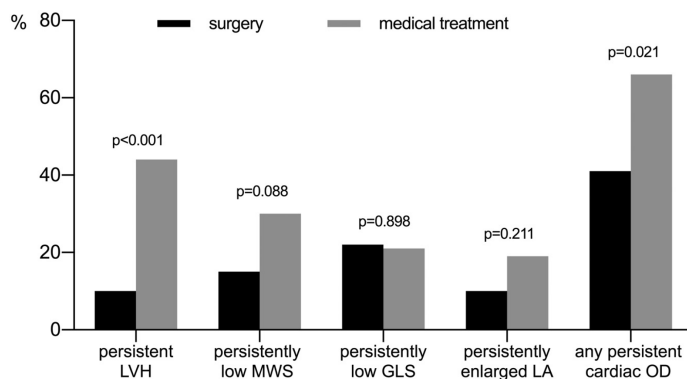 %
80
60
40
20
0
surgery
medical treatment
p<0.001
p=0.088
p=0.898
p=0.211
p=0.021
persistent
LVH
persistently
low MWS
persistently
low GLS
persistently
enlarged LA
any persistent
cardiac OD